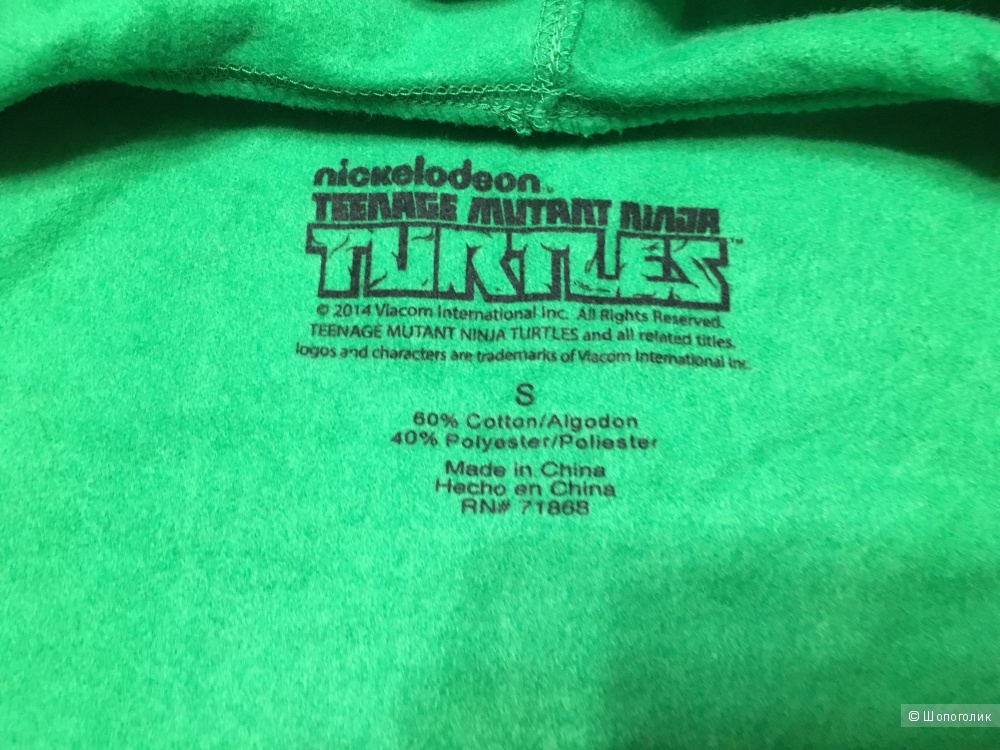 nickelodeon
TEENAGE MUTANT NINJA
TURTLES™
© 2014 Viacom International Inc. All Rights Reserved.
TEENAGE MUTANT NINJA TURTLES and all related titles,
logos and characters are trademarks of Viacom International Inc.
S
60% Cotton/Algodon
40% Polyester/Poliester
Made in China
Hecho en China
RN# 71868
© Шопоголик